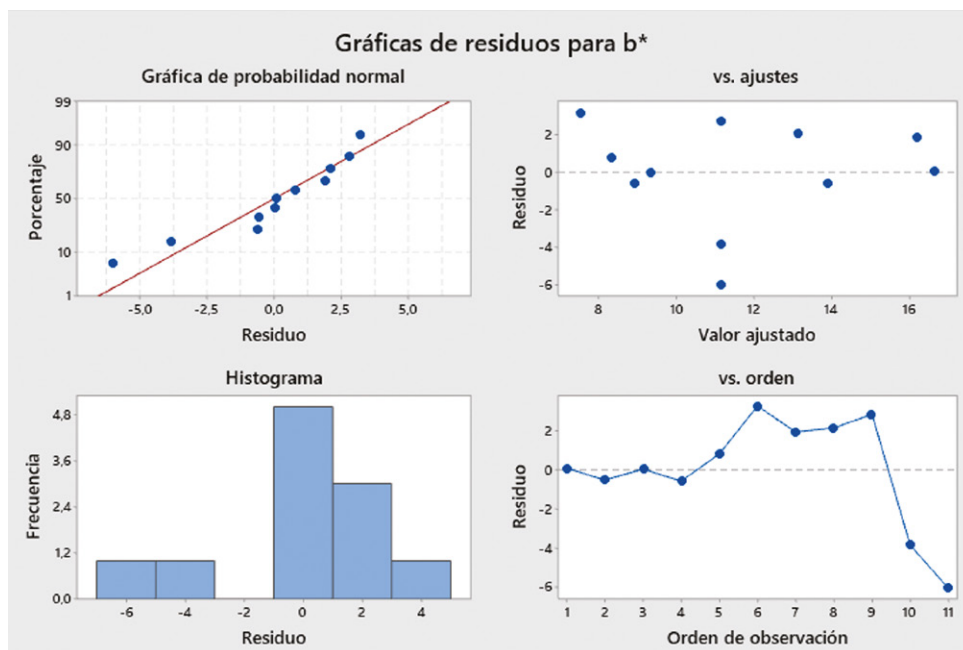 Gráficas de residuos para b*
Gráfica de probabilidad normal
99
90
50
10
1
Porcentaje
-5,0 -2,5 0,0 2,5 5,0
Residuo
vs. ajustes
2
0
-2
-4
-6
Residuo
8 10 12 14 16
Valor ajustado
Histograma
4,8
3,6
2,4
1,2
0,0
Frecuencia
-6 -4 -2 0 2 4
Residuo
vs. orden
2
0
-2
-4
-6
Residuo
1 2 3 4 5 6 7 8 9 10 11
Orden de observación